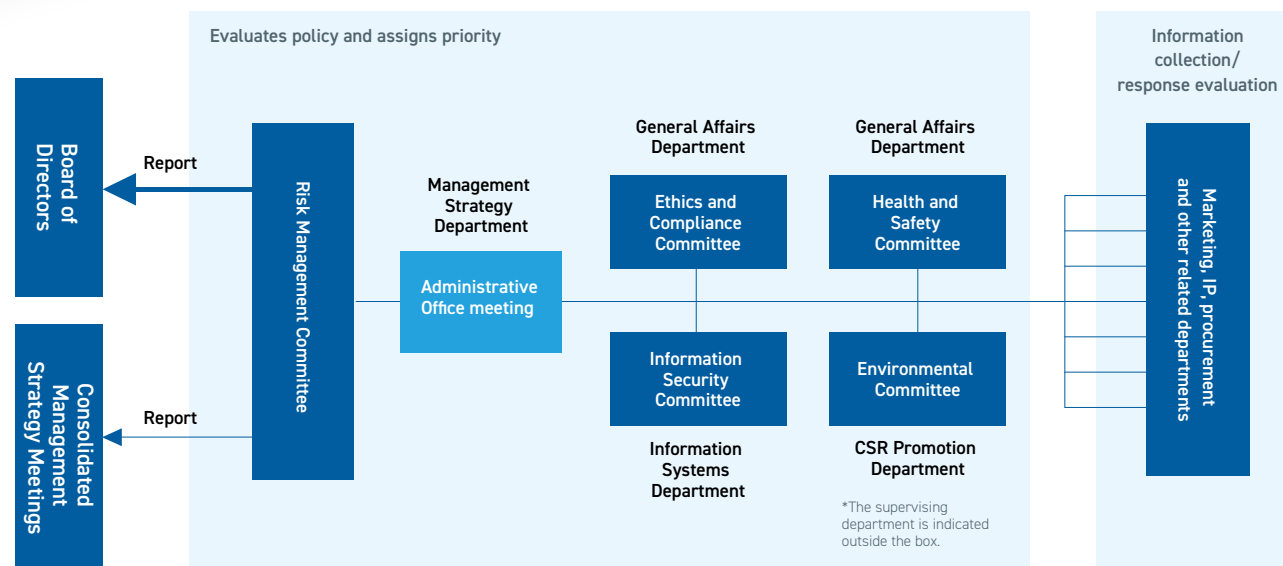 Evaluates policy and assigns priority
Information
collection/
response evaluation
Board of
Directors
Report
Consolidated
Management
Strategy Meetings
Report
Risk Management Committee
Management
Strategy
Department
Administrative
Office meeting
General Affairs
Department
Ethics and
Compliance
Committee
General Affairs
Department
Health and
Safety
Committee
Information
Security
Committee
Information
Systems
Department
Environmental
Committee
CSR Promotion
Department
*The supervising
department is indicated
outside the box.
Marketing, IP, procurement
and other related departments